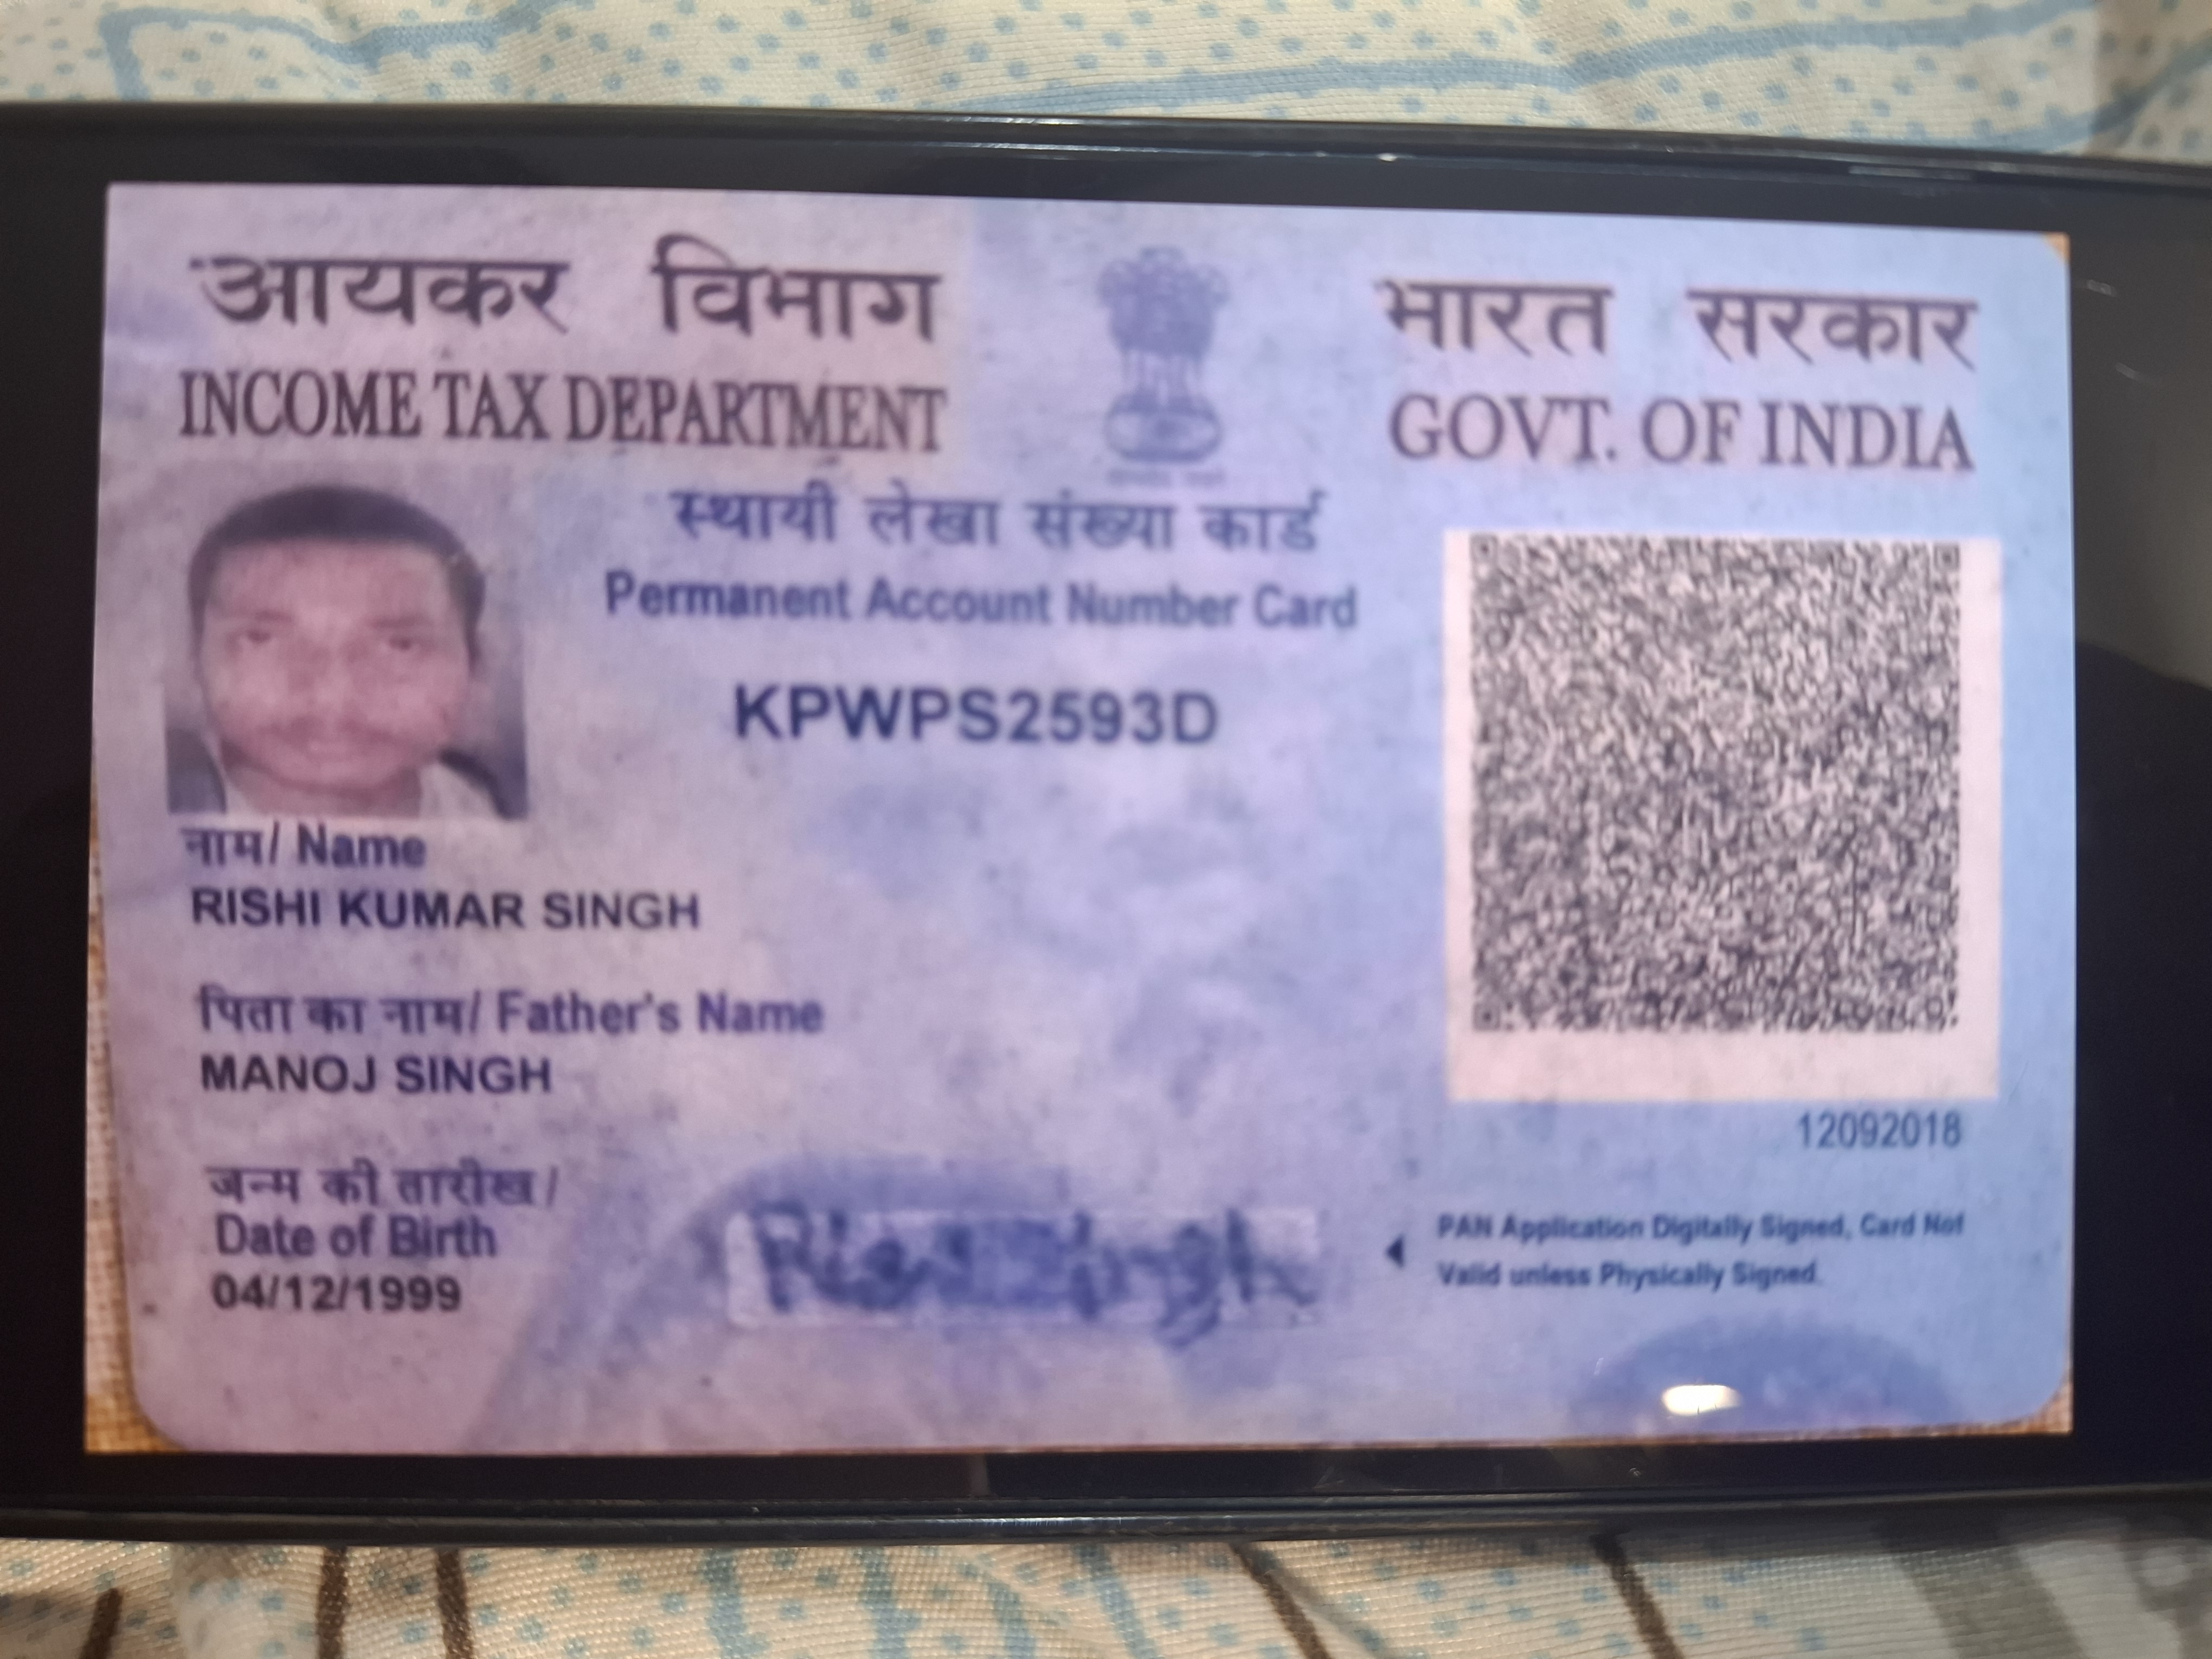 आयकर विभाग
INCOME TAX DEPARTMENT
भारत सरकार
GOVT. OF INDIA
स्थायी लेखा संख्या कार्ड
Permanent Account Number Card
KPWPS2593D
नाम/ Name
RISHI KUMAR SINGH
पिता का नाम/ Father's Name
MANOJ SINGH
जन्म की तारीख/
Date of Birth
04/12/1999
12092018
PAN Application Digitally Signed, Card Not
Valid unless Physically Signed.